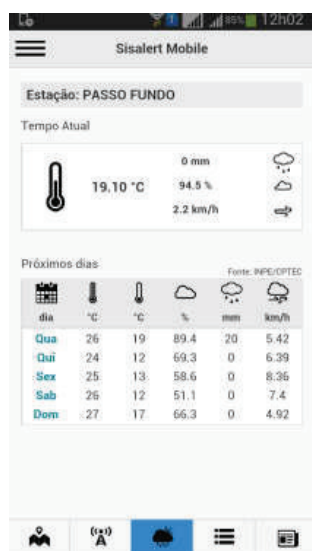 85% 12h02
Sisalert Mobile
Estação: PASSO FUNDO
Tempo Atual
0 mm
19.10 °C 94.5 %
2.2 km/h
Próximos dias
Fonte: INPE/CPTEC
dia °C °C % mm km/h
Qua 26 19 89.4 20 5.42
Qui 24 12 69.3 0 6.39
Sex 25 13 58.6 0 8.36
Sab 26 12 51.1 0 7.4
Dom 27 17 66.3 0 4.92